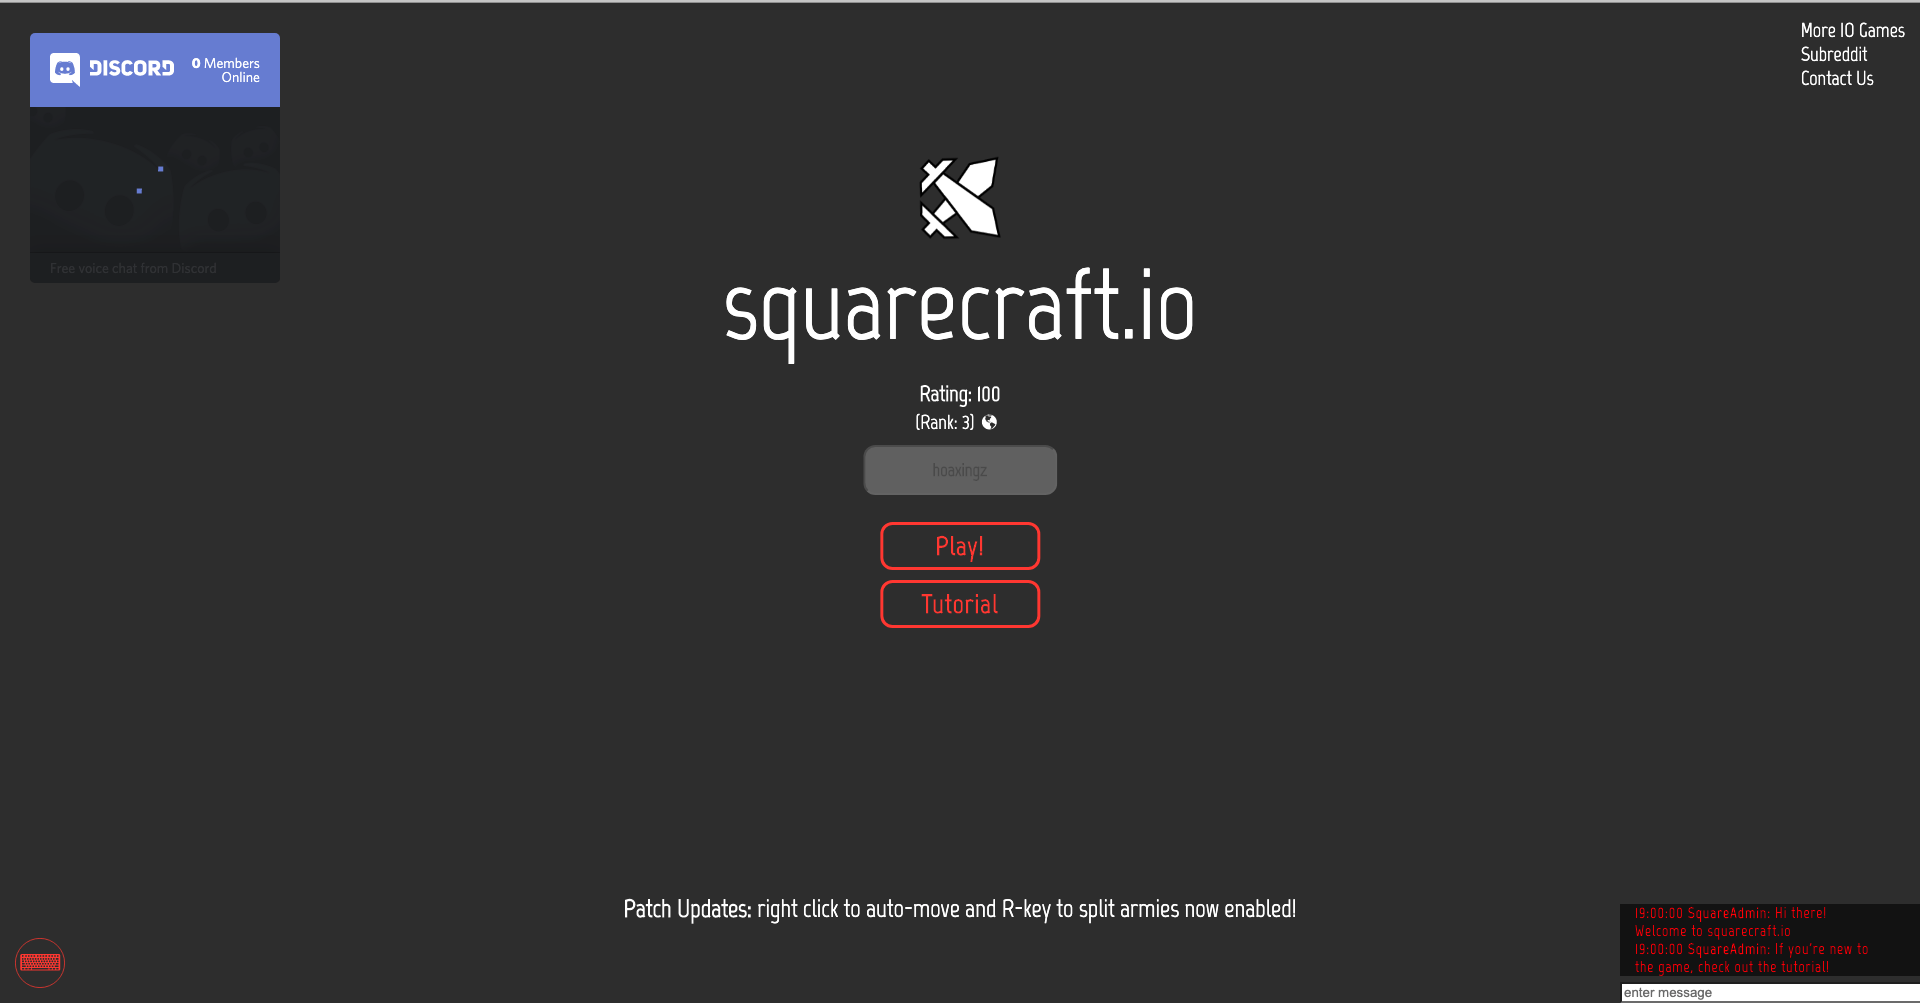 DISCORD
0 Members
Online
Free voice chat from Discord
More IO Games
Subreddit
Contact Us
squarecraft.io
Rating: 100
(Rank: 3)
hoaxingz
Play!
Tutorial
Patch Updates: right click to auto-move and R-key to split armies now enabled!
19:00:00 SquareAdmin: Hi there!
Welcome to squarecraft.io
19:00:00 SquareAdmin: If you're new to
the game, check out the tutorial!
enter message